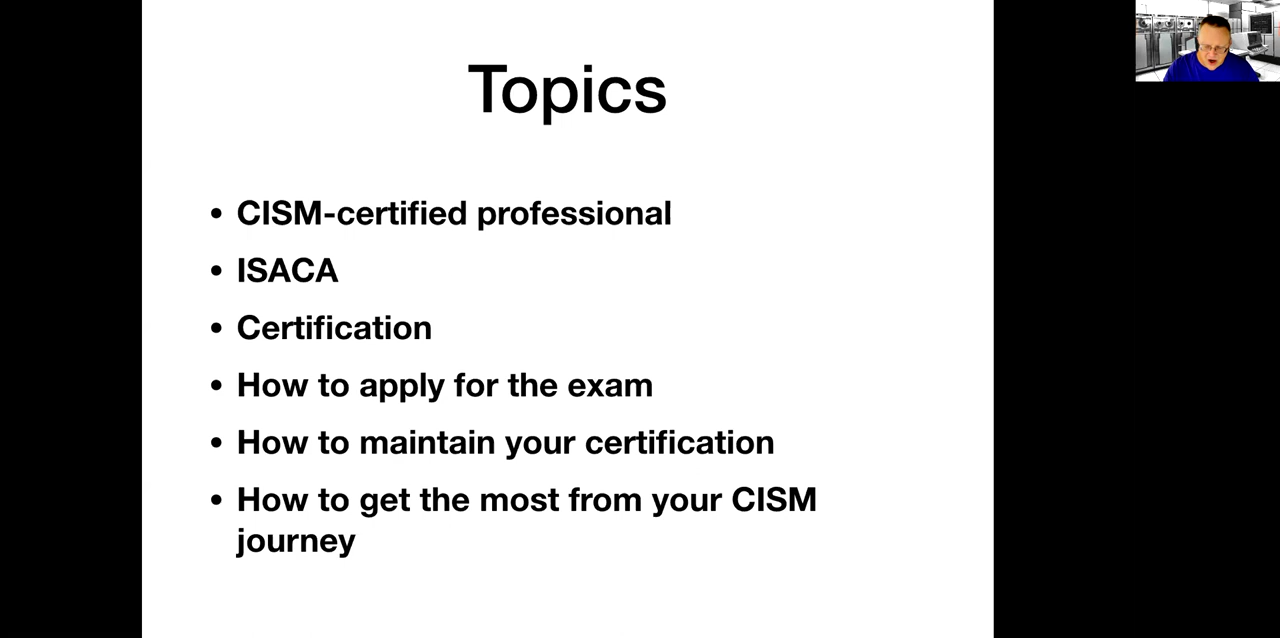 Topics
• CISM-certified professional
• ISACA
• Certification
• How to apply for the exam
• How to maintain your certification
• How to get the most from your CISM
journey